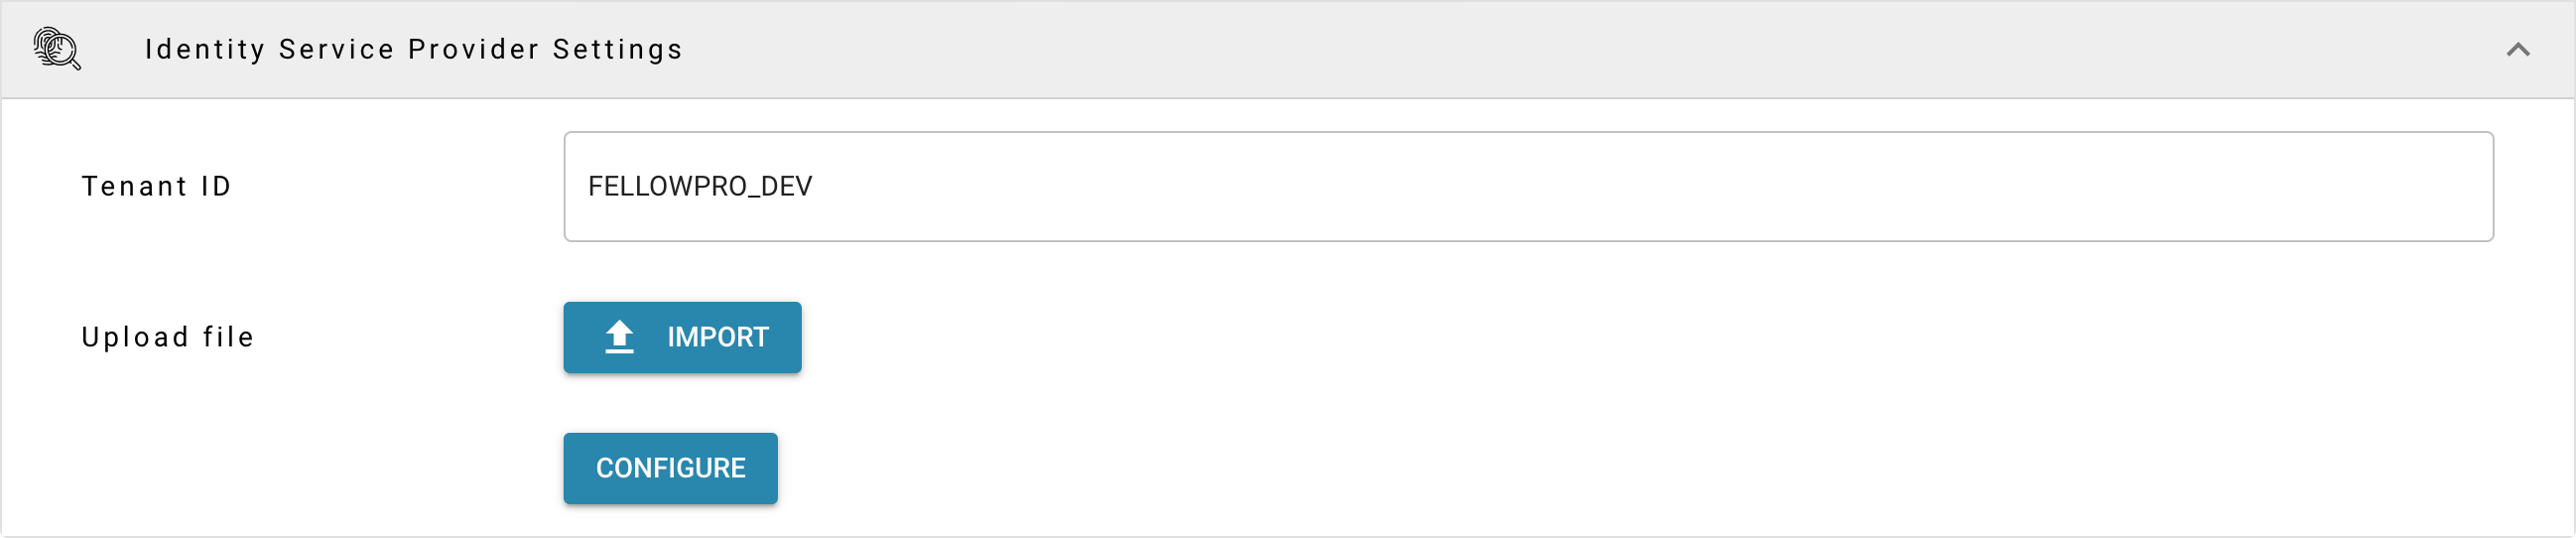 Identity Service Provider Settings
Tenant ID
FELLOWPRO_DEV
Upload file
IMPORT
CONFIGURE